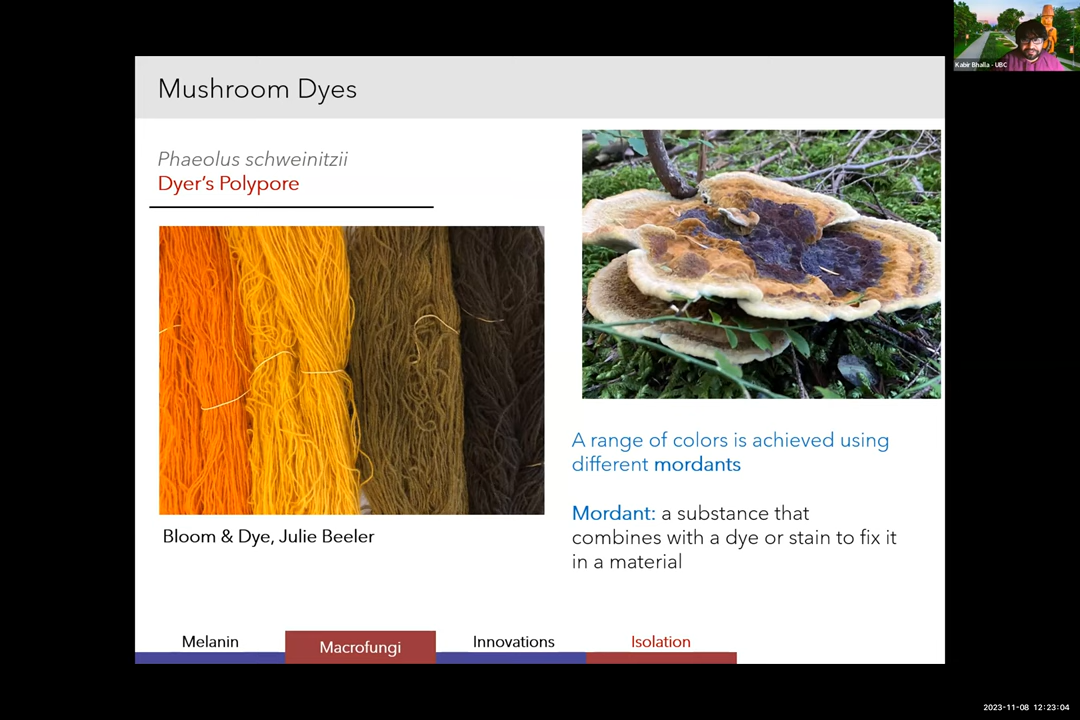 Mushroom Dyes
Phaeolus schweinitzii
Dyer's Polypore
Bloom & Dye, Julie Beeler
A range of colors is achieved using
different mordants
Mordant: a substance that
combines with a dye or stain to fix it
in a material
Melanin
Macrofungi
Innovations
Isolation
Kabir Bhalla - UBC
2023-11-08 12:23:04